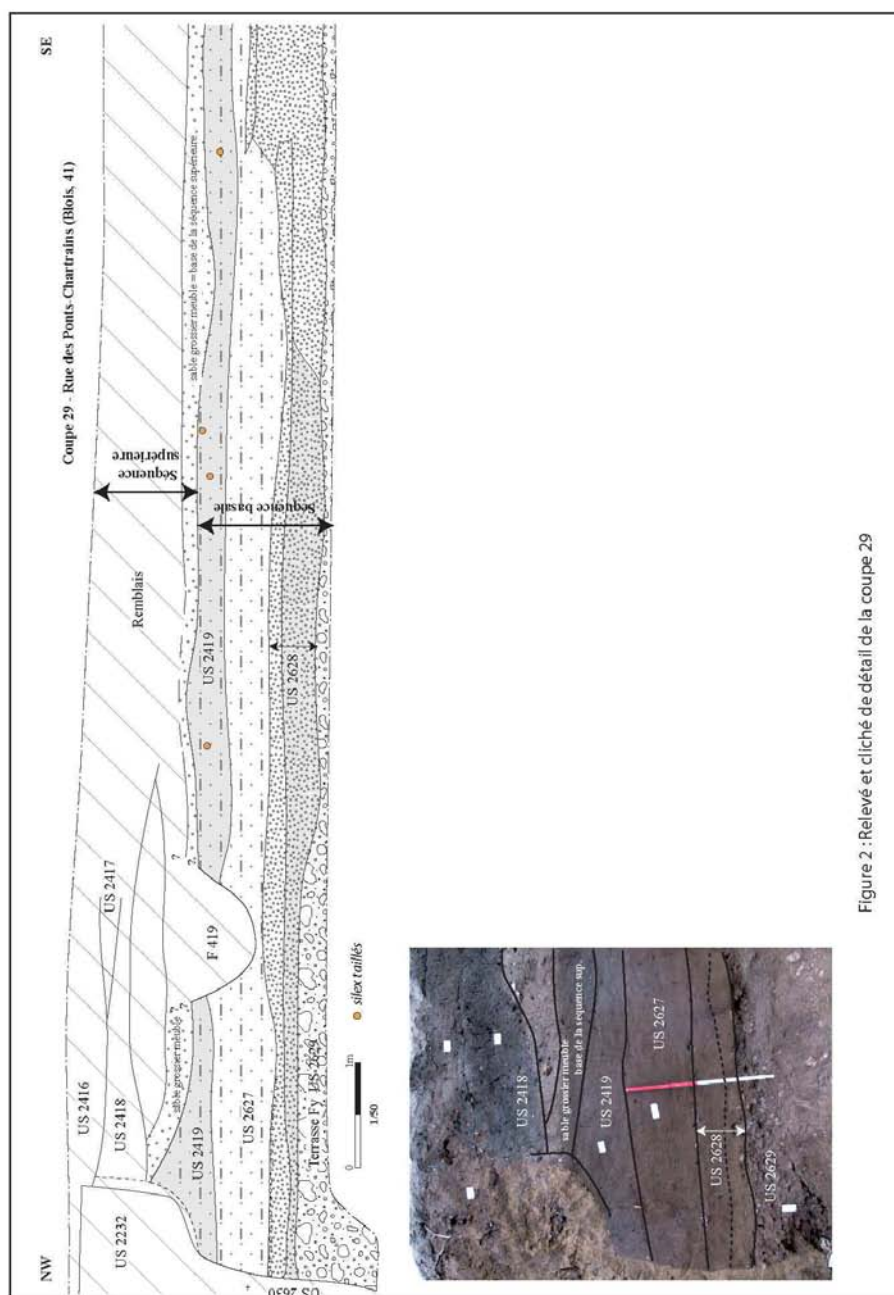 Coupe 29 - Rue des Ponts-Chartrains (Blois, 41)
NW
SE
US 2416
US 2417
US 2418
US 2232
Remblais
Séquence
supérieure
sable grossier meuble = base de la séquence supérieure
sable grossier meuble
?
?
?
?
F 419
US 2419
US 2419
Séquence basale
US 2627
US 2628
Terrasse Fy US 2629
US 2630
0 1m
1/50
silex taillés
US 2418
sable grossier meuble
base de la séquence sup.
US 2419
US 2627
US 2628
US 2629
Figure 2 : Relevé et cliché de détail de la coupe 29